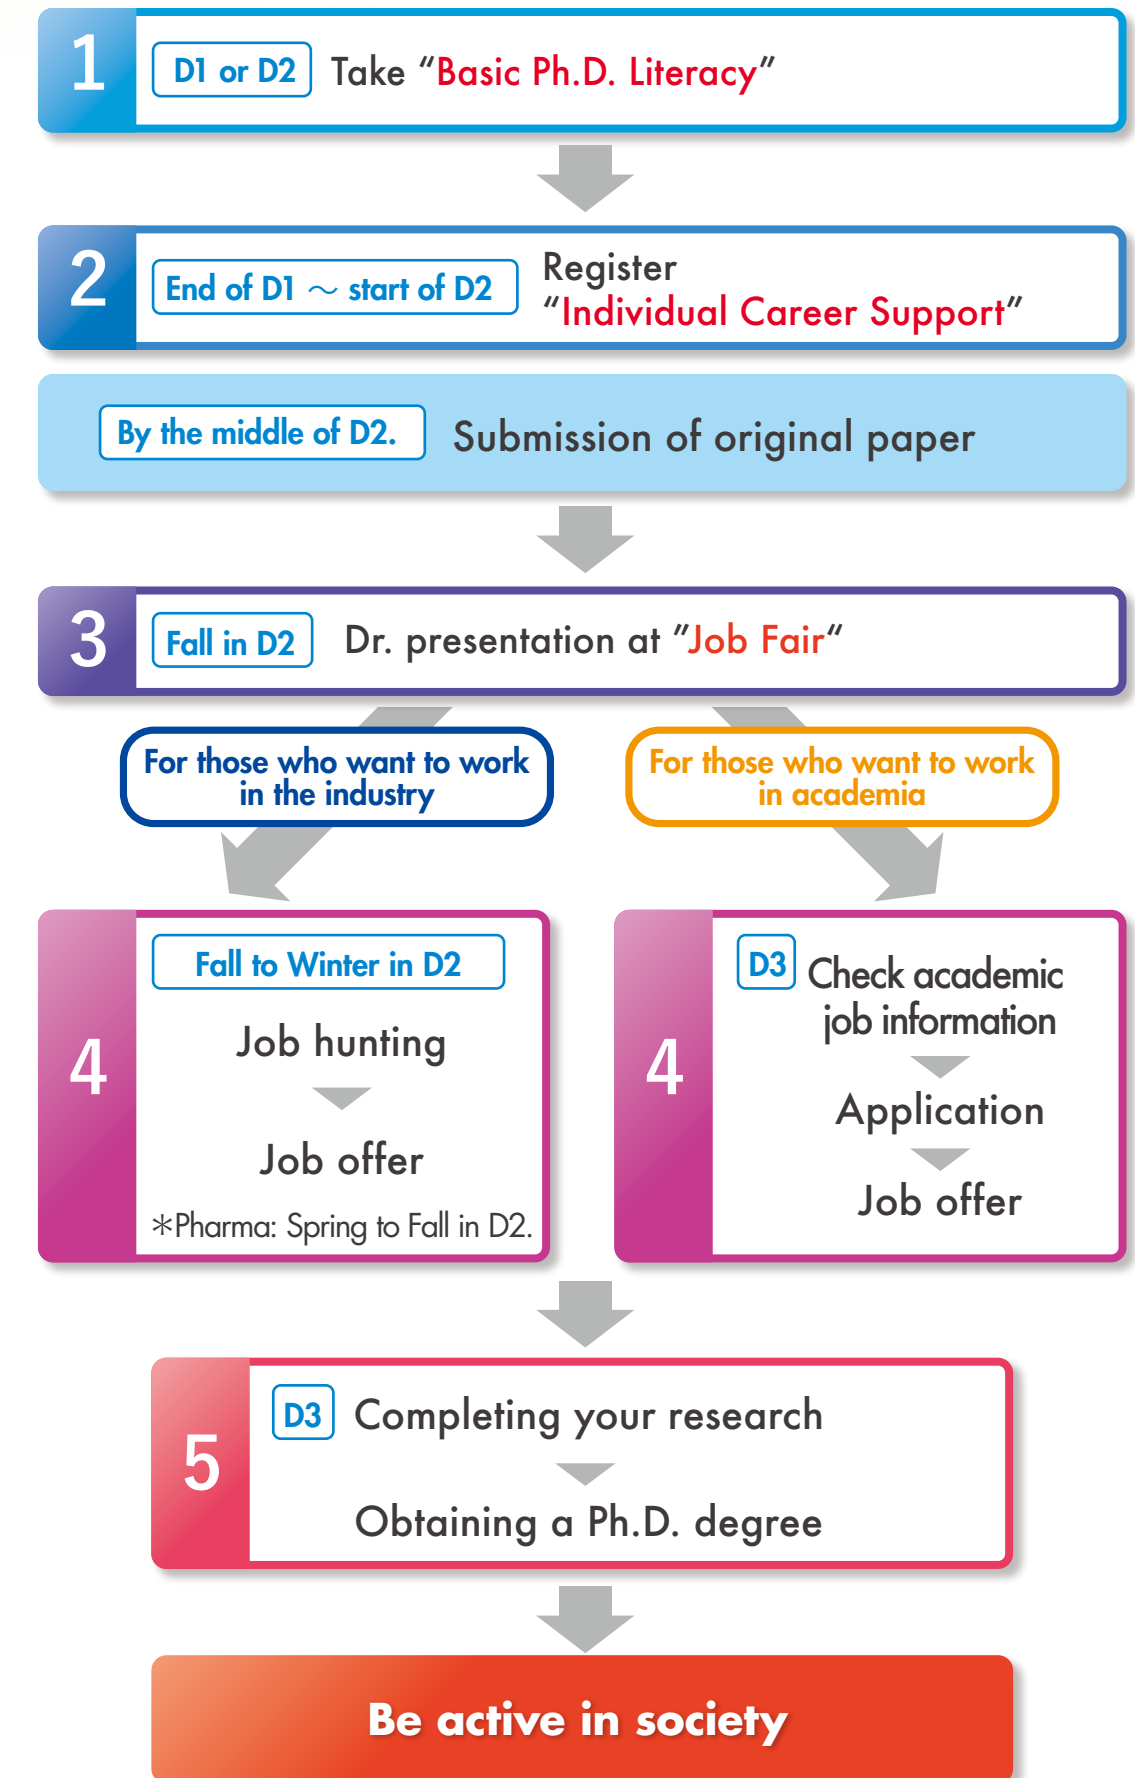 1
D1 or D2 Take “Basic Ph.D. Literacy”
2
End of D1 ～ start of D2
Register
“Individual Career Support”
By the middle of D2. Submission of original paper
3
Fall in D2 Dr. presentation at ”Job Fair“
For those who want to work
in the industry
For those who want to work
in academia
4
Fall to Winter in D2
Job hunting
Job offer
＊Pharma: Spring to Fall in D2.
4
D3 Check academic
job information
Application
Job offer
5
D3 Completing your research
Obtaining a Ph.D. degree
Be active in society